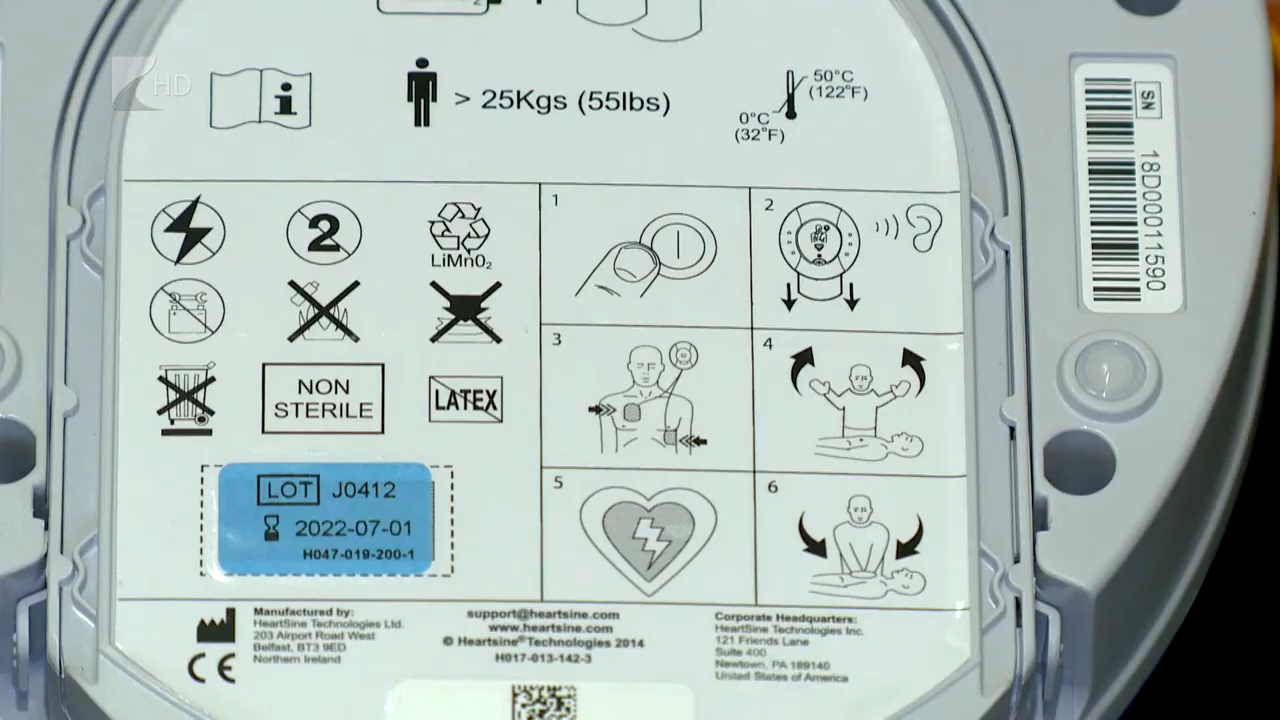 HD
> 25Kgs (55lbs)
50°C
(122°F)
0°C
(32°F)
SN
18D00011590
2
LiMnO₂
NON
STERILE
LATEX
LOT J0412
2022-07-01
H047-019-200-1
1
2
3
4
5
6
Manufactured by:
HeartSine Technologies Ltd.
203 Airport Road West
Belfast, BT3 9ED
Northern Ireland
CE
support@heartsine.com
www.heartsine.com
© Heartsine® Technologies 2014
H017-013-142-3
Corporate Headquarters:
HeartSine Technologies Inc.
121 Friends Lane
Suite 400
Newtown, PA 189140
United States of America